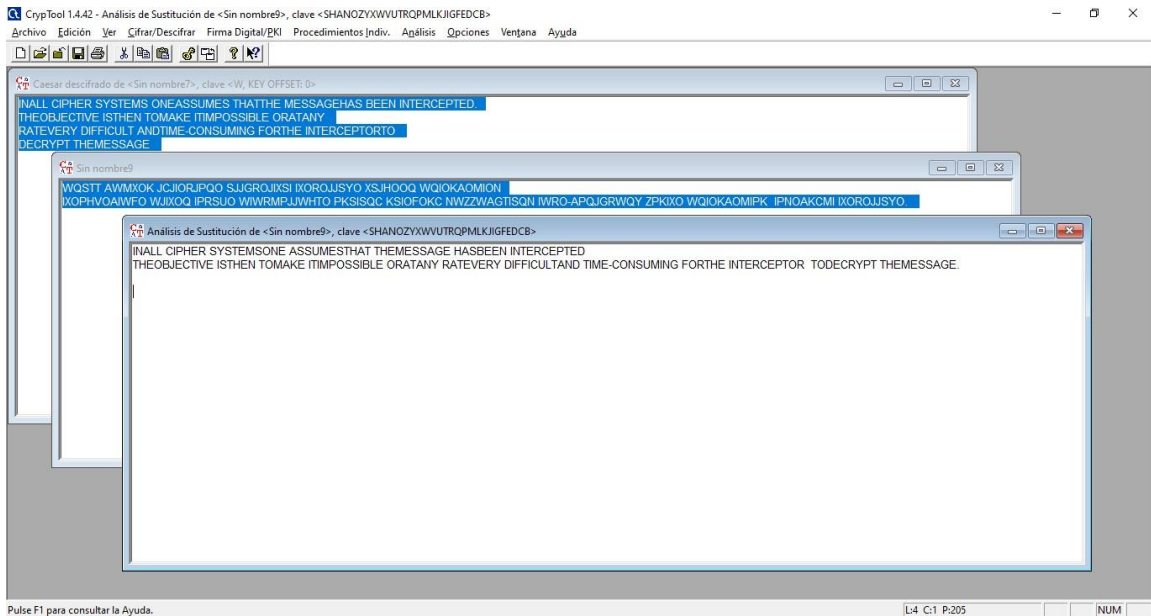 CrypTool 1.4.42 - Análisis de Sustitución de <Sin nombre9>, clave <SHANOZYXWVUTRQPMLKJIGFEDCB>
Archivo Edición Ver Cifrar/Descifrar Firma Digital/PKI Procedimientos Indiv. Análisis Opciones Ventana Ayuda
Caesar descifrado de <Sin nombre7>, clave <W, KEY OFFSET: 0>
INALL CIPHER SYSTEMS ONEASSUMES THATTHE MESSAGEHAS BEEN INTERCEPTED.
THEOBJECTIVE ISTHEN TOMAKE ITIMPOSSIBLE ORATANY
RATEVERY DIFFICULT ANDTIME-CONSUMING FORTHE INTERCEPTORTO
DECRYPT THEMESSAGE
Sin nombre9
WQSTT AWMXOK JCJIORJPQO SJJGROJIXSI IXOROJJSYO XSJHOOQ WQIOKAOMION
IXOPHVOAIWFO WJIXOQ IPRSUO WIWRMPJJWHTO PKSISQC KSIOFOKC NWZZWAGTISQN IWRO-APQJGRWQY ZPKIXO WQIOKAOMIPK IPNOAKCMI IXOROJJSYO.
Análisis de Sustitución de <Sin nombre9>, clave <SHANOZYXWVUTRQPMLKJIGFEDCB>
INALL CIPHER SYSTEMSONE ASSUMESTHAT THEMESSAGE HASBEEN INTERCEPTED
THEOBJECTIVE ISTHEN TOMAKE ITIMPOSSIBLE ORATANY RATEVERY DIFFICULTAND TIME-CONSUMING FORTHE INTERCEPTOR TODECRYPT THEMESSAGE.
Pulse F1 para consultar la Ayuda.
L:4 C:1 P:205
NUM